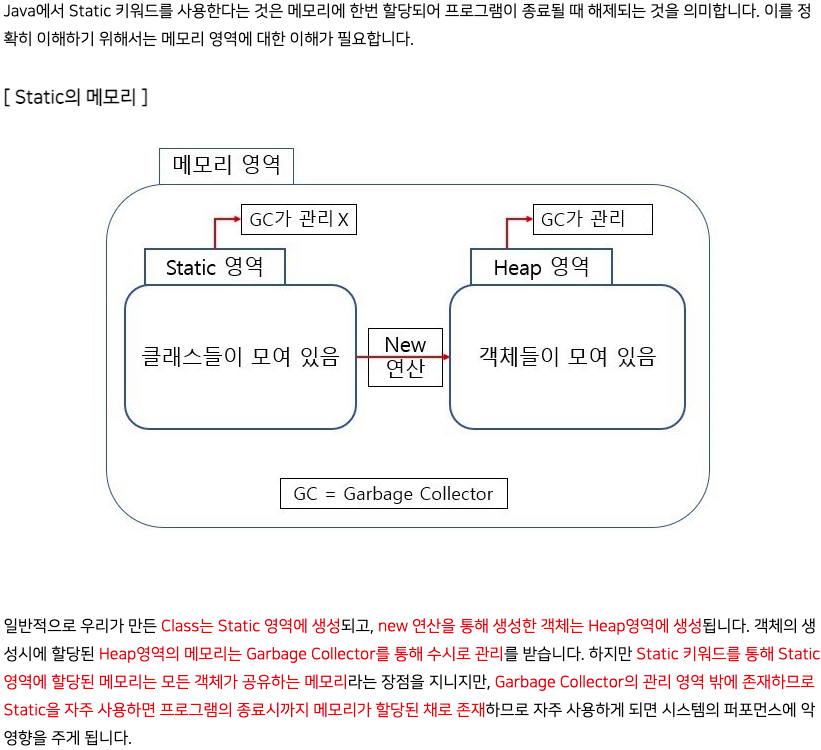 Java에서 Static 키워드를 사용한다는 것은 메모리에 한번 할당되어 프로그램이 종료될 때 해제되는 것을 의미합니다. 이를 정
확히 이해하기 위해서는 메모리 영역에 대한 이해가 필요합니다.
[ Static의 메모리 ]
메모리 영역
GC가 관리 X
GC가 관리
Static 영역
Heap 영역
클래스들이 모여 있음
New
연산
객체들이 모여 있음
GC = Garbage Collector
일반적으로 우리가 만든 Class는 Static 영역에 생성되고, new 연산을 통해 생성한 객체는 Heap영역에 생성됩니다. 객체의 생
성시에 할당된 Heap영역의 메모리는 Garbage Collector를 통해 수시로 관리를 받습니다. 하지만 Static 키워드를 통해 Static
영역에 할당된 메모리는 모든 객체가 공유하는 메모리라는 장점을 지니지만, Garbage Collector의 관리 영역 밖에 존재하므로
Static을 자주 사용하면 프로그램의 종료시까지 메모리가 할당된 채로 존재하므로 자주 사용하게 되면 시스템의 퍼포먼스에 악
영향을 주게 됩니다.